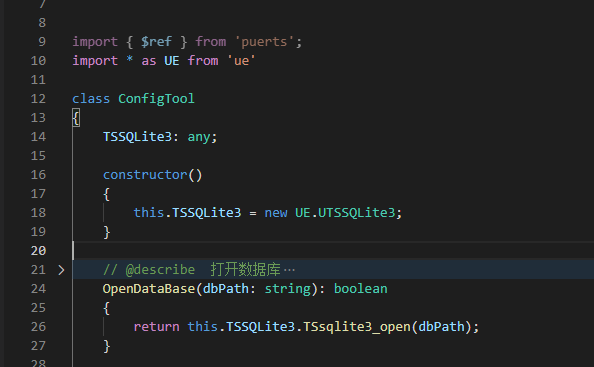 7
8
9 import { $ref } from 'puerts';
10 import * as UE from 'ue'
11
12 class ConfigTool
13 {
14 TSSQLite3: any;
15
16 constructor()
17 {
18 this.TSSQLite3 = new UE.UTSSQLite3;
19 }
20
21 // @describe 打开数据库…
24 OpenDataBase(dbPath: string): boolean
25 {
26 return this.TSSQLite3.TSsqlite3_open(dbPath);
27 }
28